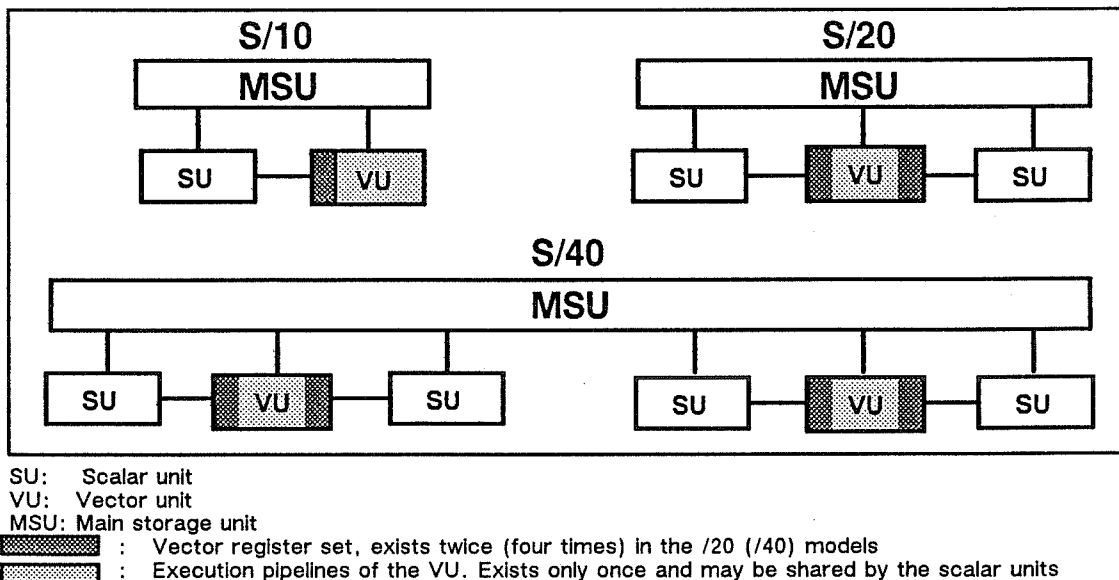 S/10 S/20
MSU MSU
SU VU SU VU SU
S/40
MSU
SU VU SU SU VU SU
SU: Scalar unit
VU: Vector unit
MSU: Main storage unit
: Vector register set, exists twice (four times) in the /20 (/40) models
: Execution pipelines of the VU. Exists only once and may be shared by the scalar units